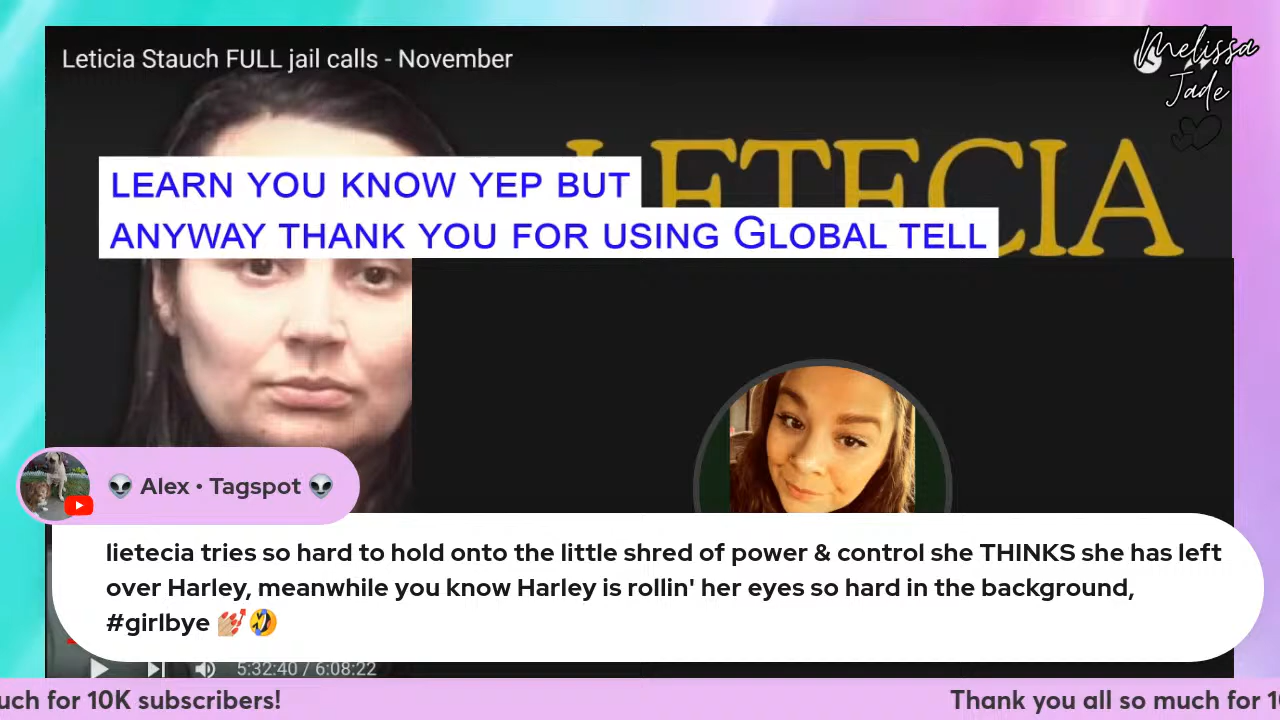 Leticia Stauch FULL jail calls - November
Melissa
Jade
LETECIA
LEARN YOU KNOW YEP BUT
ANYWAY THANK YOU FOR USING GLOBAL TELL
👽 Alex • Tagspot 👽
lietecia tries so hard to hold onto the little shred of power & control she THINKS she has left
over Harley, meanwhile you know Harley is rollin' her eyes so hard in the background,
#girlbye 💅🏼🤣
5:32:40 / 6:08:22
uch for 10K subscribers! Thank you all so much for 10